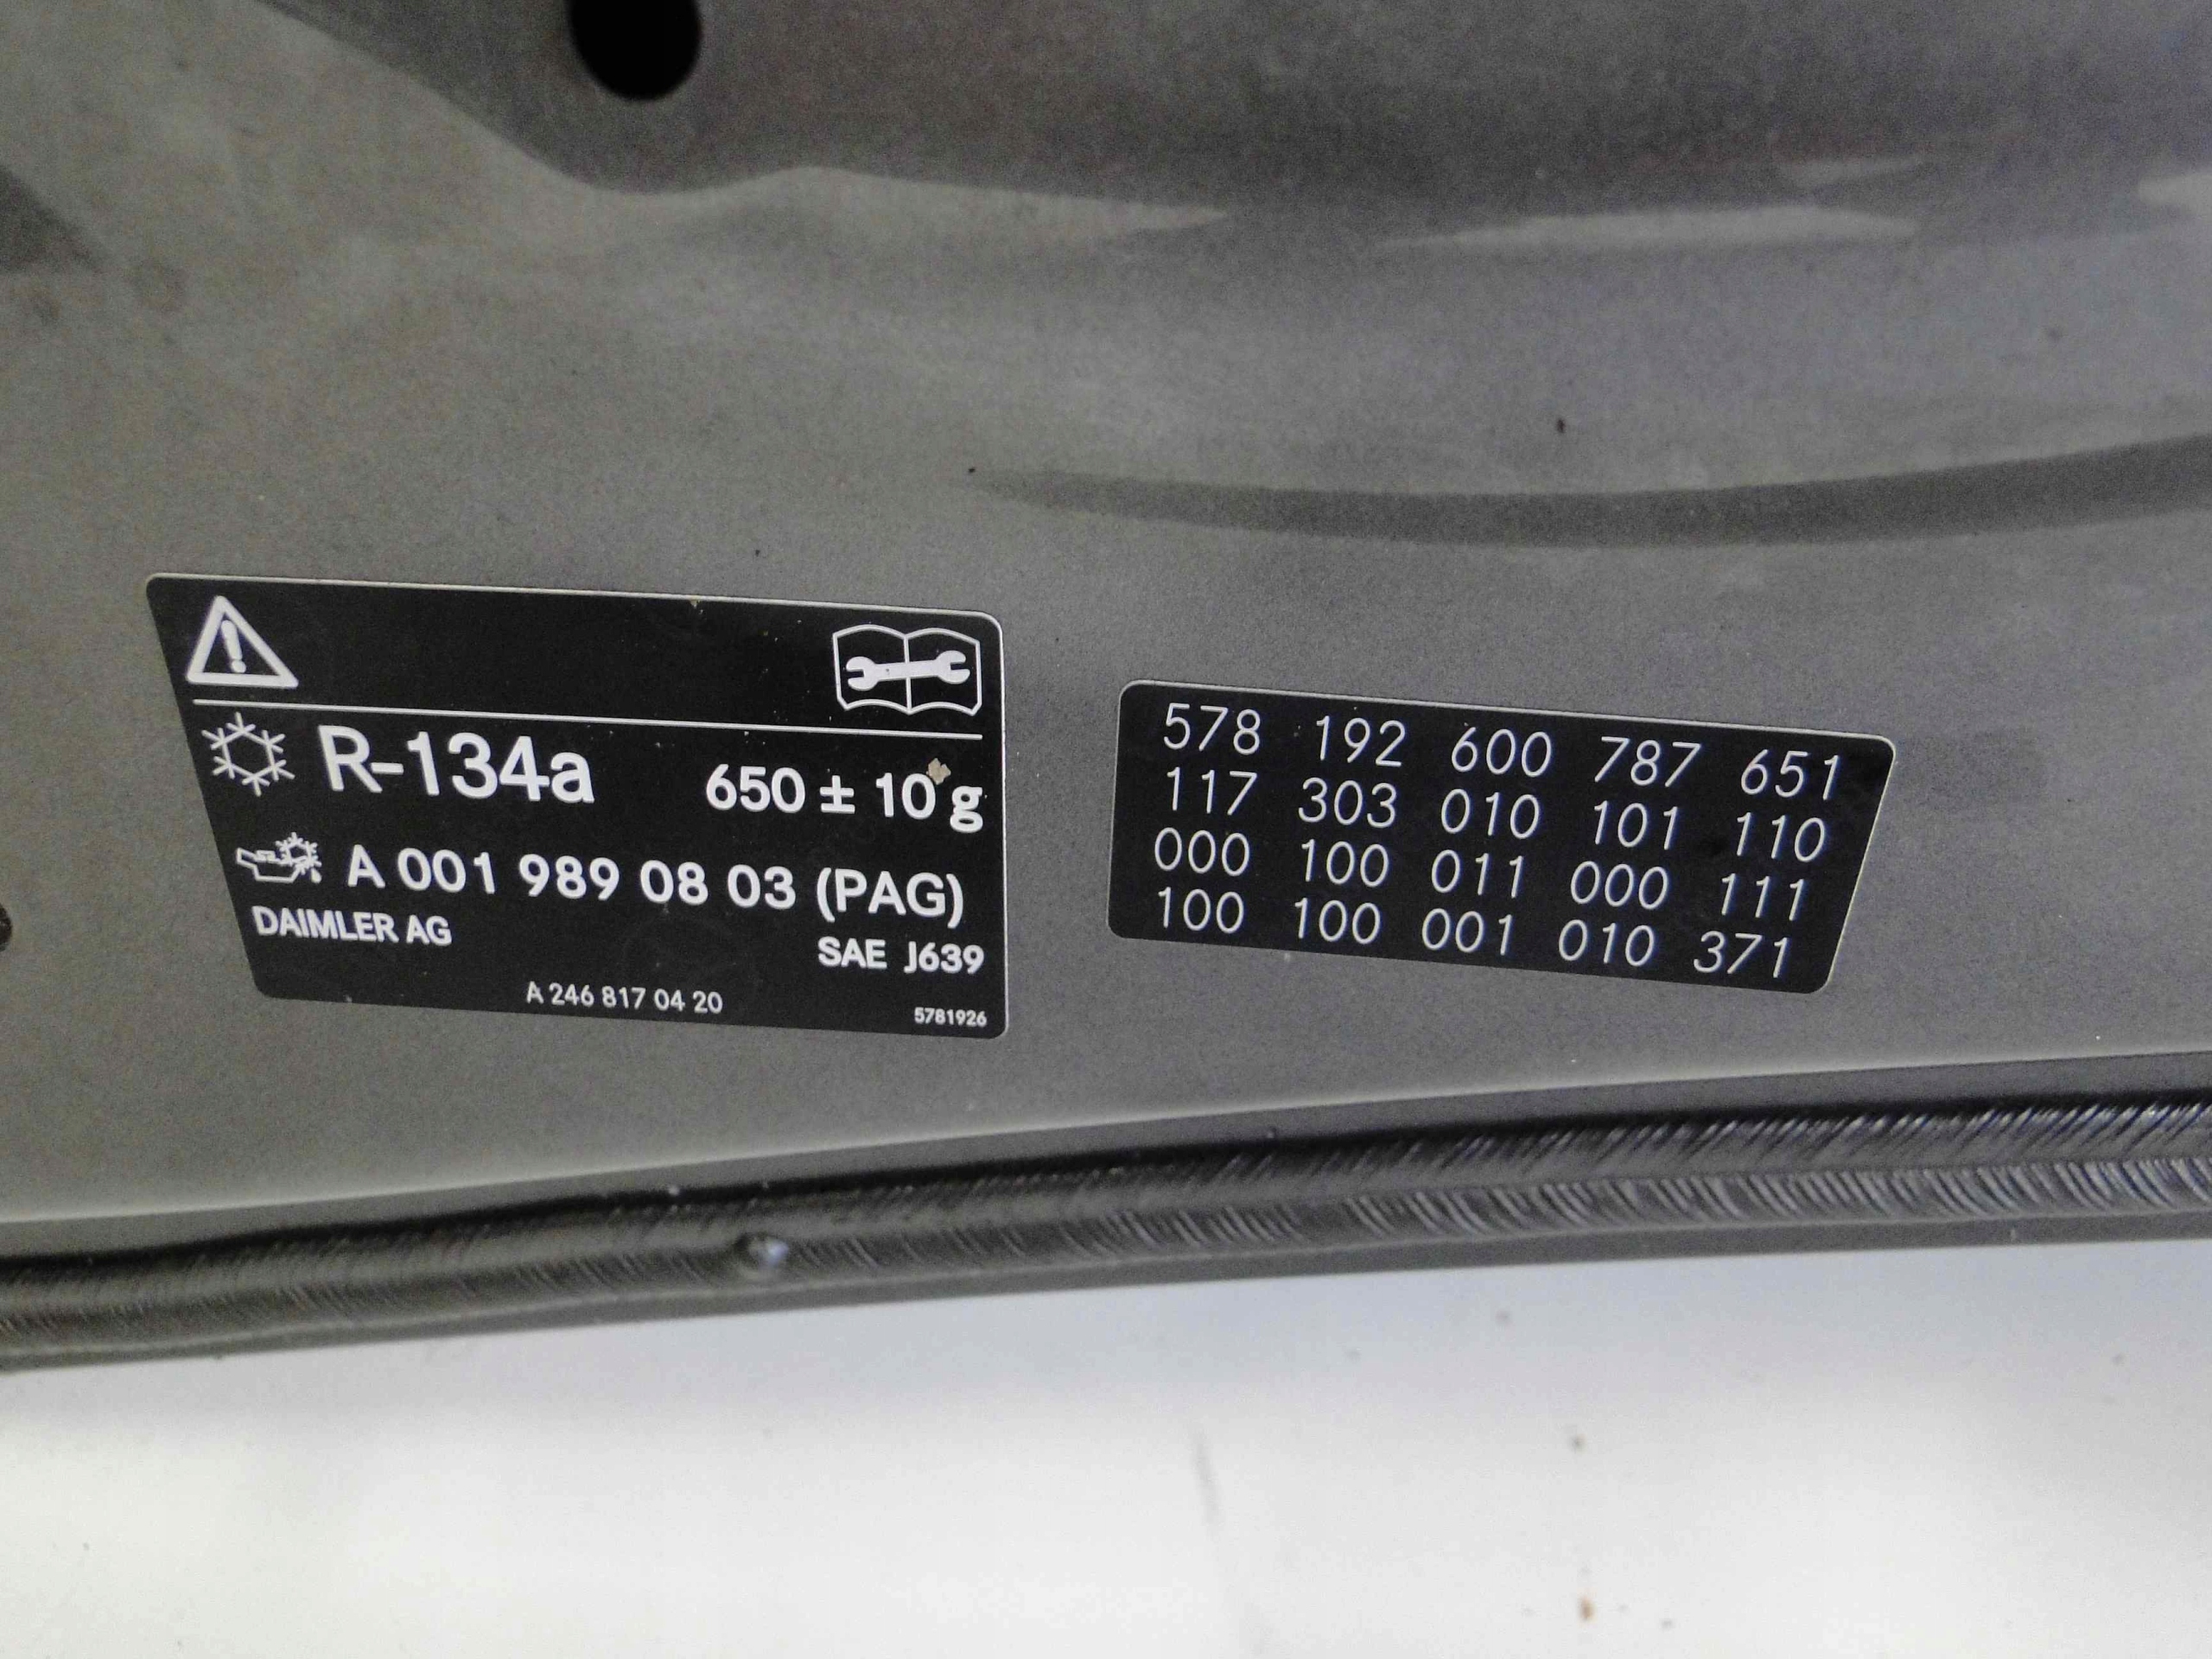 R-134a 650 ± 10 g
A 001 989 08 03 (PAG)
DAIMLER AG
SAE J639
A 246 817 04 20
5781926
578 192 600 787 651
117 303 010 101 110
000 100 011 000 111
100 100 001 010 371